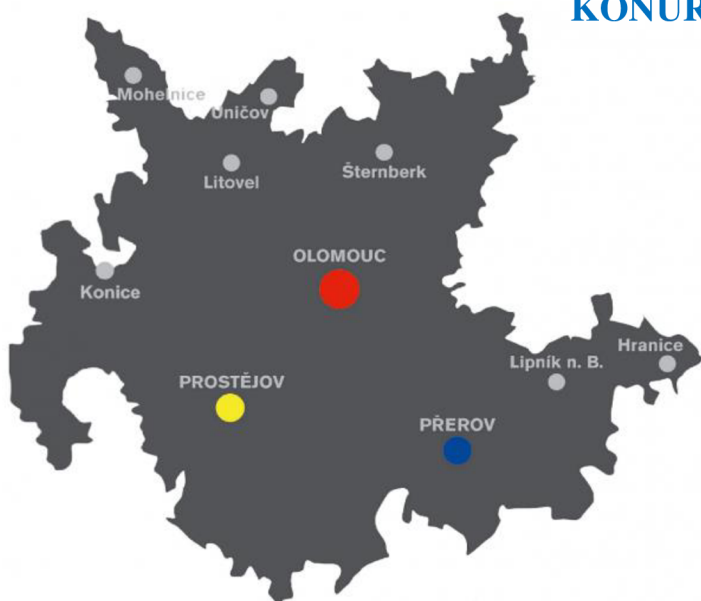 KONUR
Mohelnice
Uničov
Litovel
Šternberk
OLOMOUC
Konice
Hranice
Lipník n. B.
PROSTĚJOV
PŘEROV